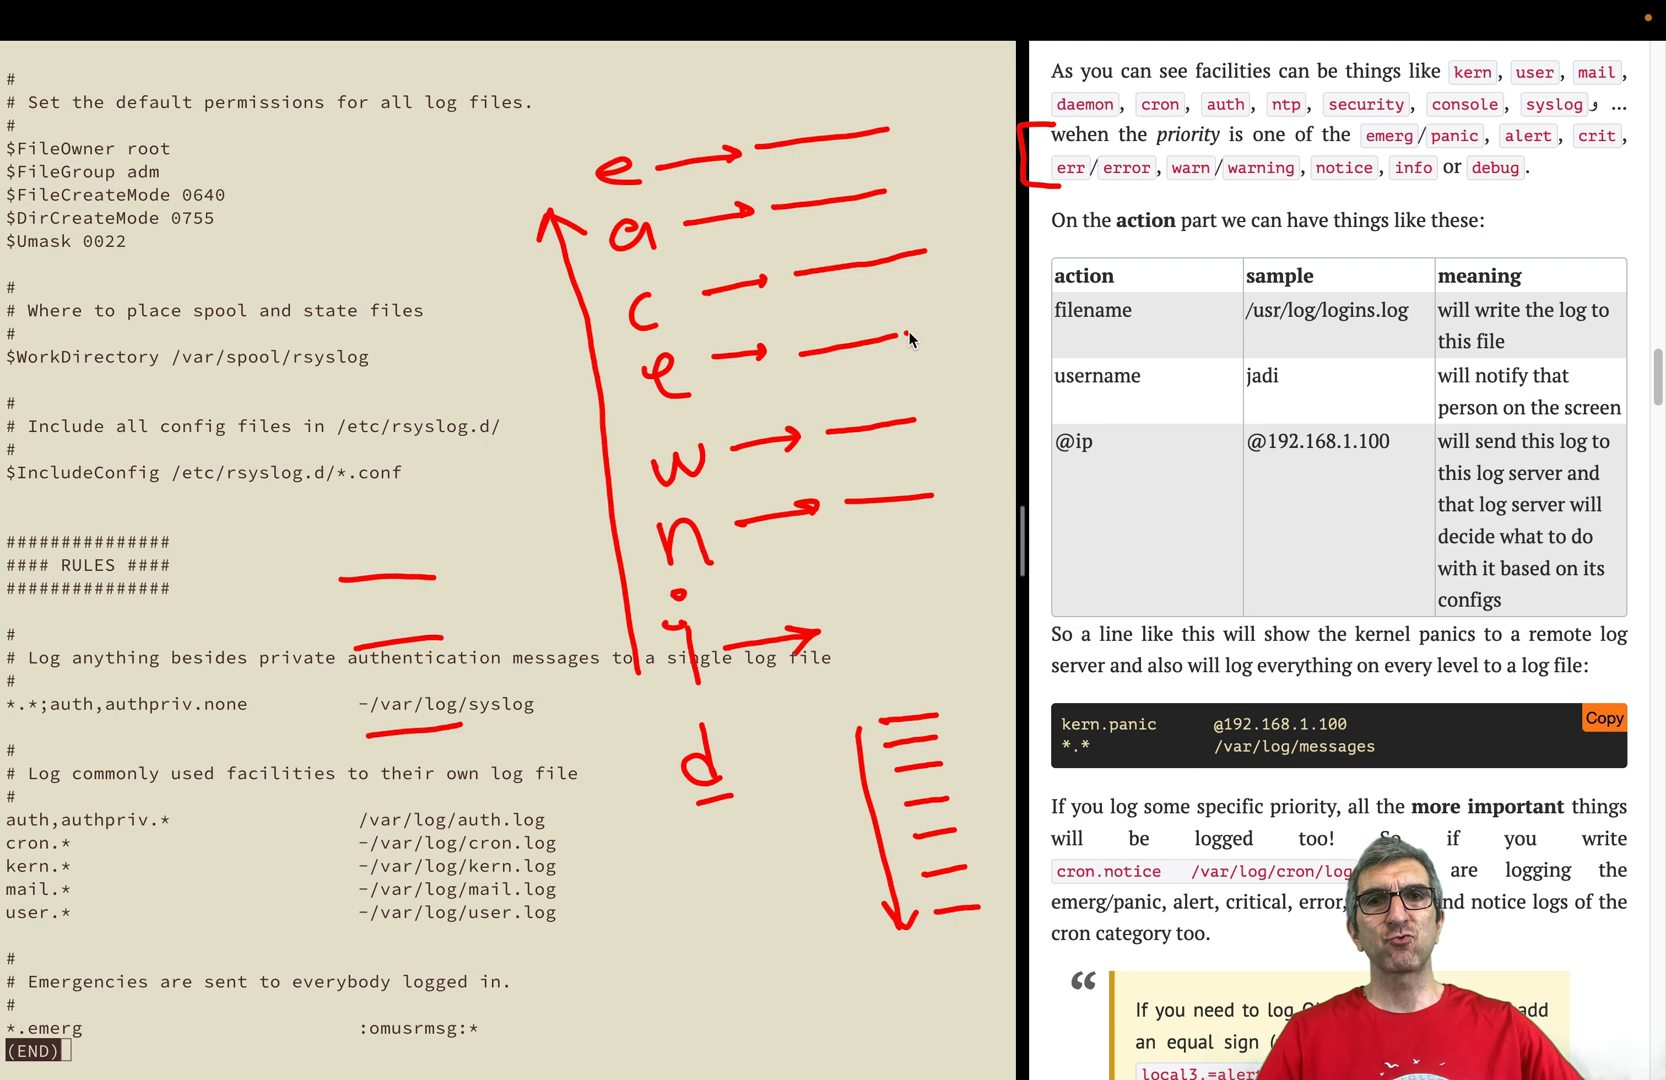 #
# Set the default permissions for all log files.
#
$FileOwner root
$FileGroup adm
$FileCreateMode 0640
$DirCreateMode 0755
$Umask 0022
#
# Where to place spool and state files
#
$WorkDirectory /var/spool/rsyslog
#
# Include all config files in /etc/rsyslog.d/
#
$IncludeConfig /etc/rsyslog.d/*.conf
###############
#### RULES ####
###############
#
# Log anything besides private authentication messages to a single log file
#
*.*;auth,authpriv.none -/var/log/syslog
#
# Log commonly used facilities to their own log file
#
auth,authpriv.* /var/log/auth.log
cron.* -/var/log/cron.log
kern.* -/var/log/kern.log
mail.* -/var/log/mail.log
user.* -/var/log/user.log
#
# Emergencies are sent to everybody logged in.
#
*.emerg :omusrmsg:*
(END)
e
a
c
e
w
n
i
d
As you can see facilities can be things like kern, user, mail,
daemon, cron, auth, ntp, security, console, syslog و ...
wehen the priority is one of the emerg/panic, alert, crit,
err/error, warn/warning, notice, info or debug.
On the action part we can have things like these:
action sample meaning
filename /usr/log/logins.log will write the log to
this file
username jadi will notify that
person on the screen
@ip @192.168.1.100 will send this log to
this log server and
that log server will
decide what to do
with it based on its
configs
So a line like this will show the kernel panics to a remote log
server and also will log everything on every level to a log file:
Copy
kern.panic @192.168.1.100
*.* /var/log/messages
If you log some specific priority, all the more important things
will be logged too! So if you write
cron.notice /var/log/cron/log are logging the
emerg/panic, alert, critical, error, nd notice logs of the
cron category too.
“
If you need to log add
an equal sign (
local3.=alert